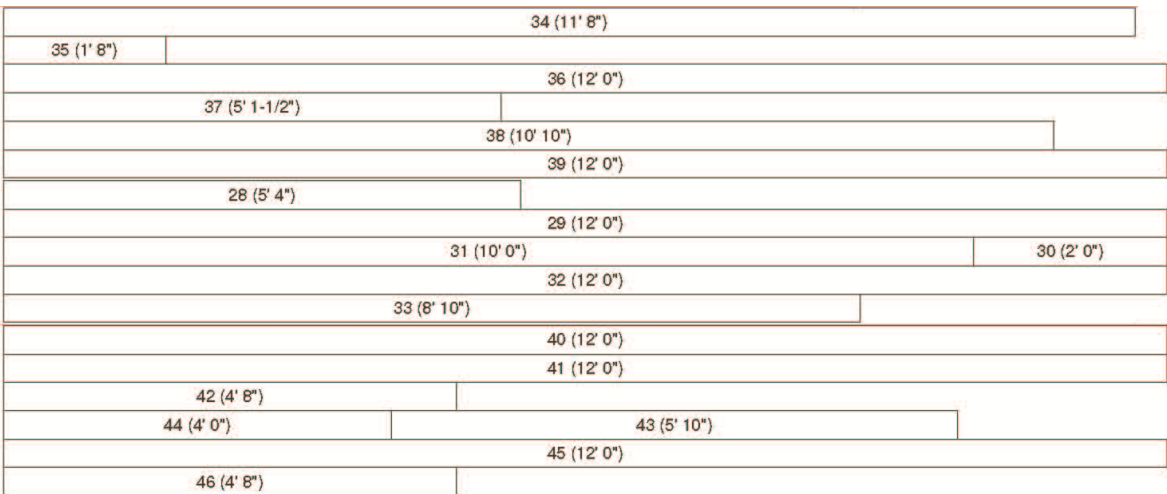 34 (11' 8")
35 (1' 8")
36 (12' 0")
37 (5' 1-1/2")
38 (10' 10")
39 (12' 0")
28 (5' 4")
29 (12' 0")
31 (10' 0") 30 (2' 0")
32 (12' 0")
33 (8' 10")
40 (12' 0")
41 (12' 0")
42 (4' 8")
44 (4' 0") 43 (5' 10")
45 (12' 0")
46 (4' 8")